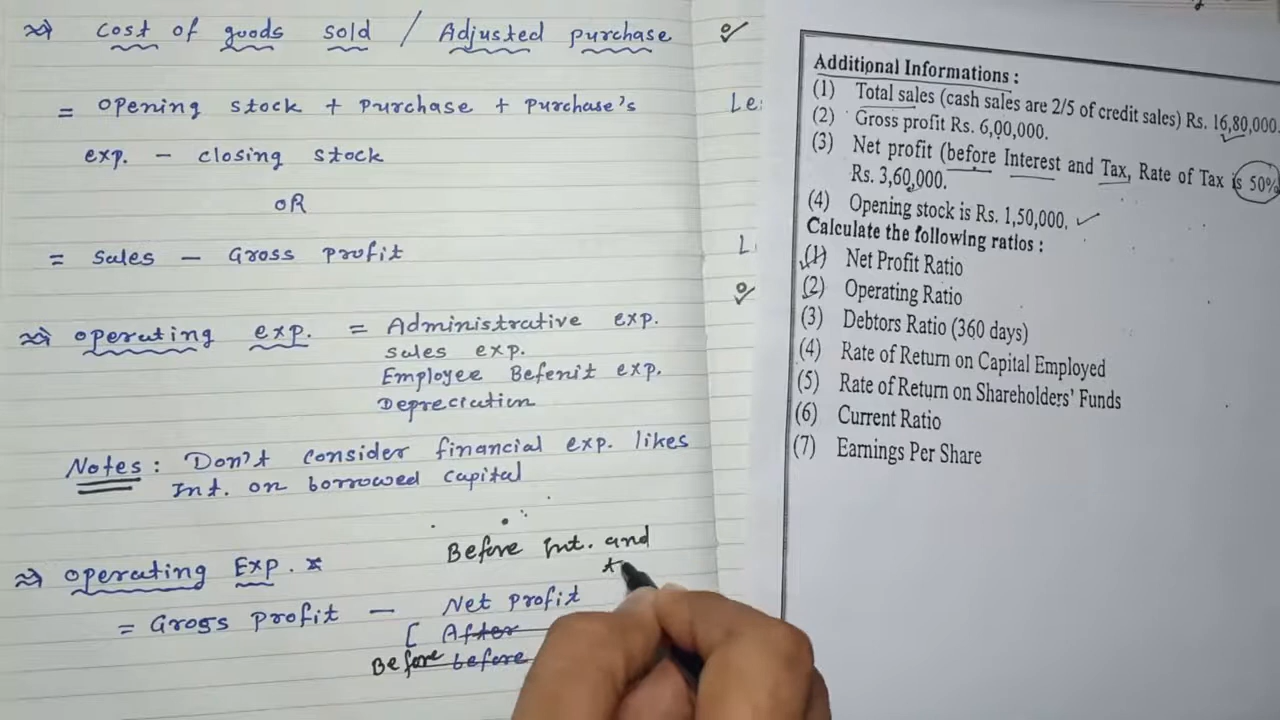 ⇒ Cost of goods sold / Adjusted purchase
= opening stock + purchase + purchase's
exp. - closing stock
OR
= sales - Gross profit
⇒ operating exp. = Administrative exp.
sales exp.
Employee Befenit exp.
Depreciation
Notes : Don't consider financial exp. likes
Int. on borrowed capital
Before Int. and
⇒ operating Exp. *
= Gross profit - Net profit
[ After
Before before
Additional Informations :
(1) Total sales (cash sales are 2/5 of credit sales) Rs. 16,80,000.
(2) Gross profit Rs. 6,00,000.
(3) Net profit (before Interest and Tax, Rate of Tax is 50%
Rs. 3,60,000.
(4) Opening stock is Rs. 1,50,000.
Calculate the following ratios :
(1) Net Profit Ratio
(2) Operating Ratio
(3) Debtors Ratio (360 days)
(4) Rate of Return on Capital Employed
(5) Rate of Return on Shareholders' Funds
(6) Current Ratio
(7) Earnings Per Share